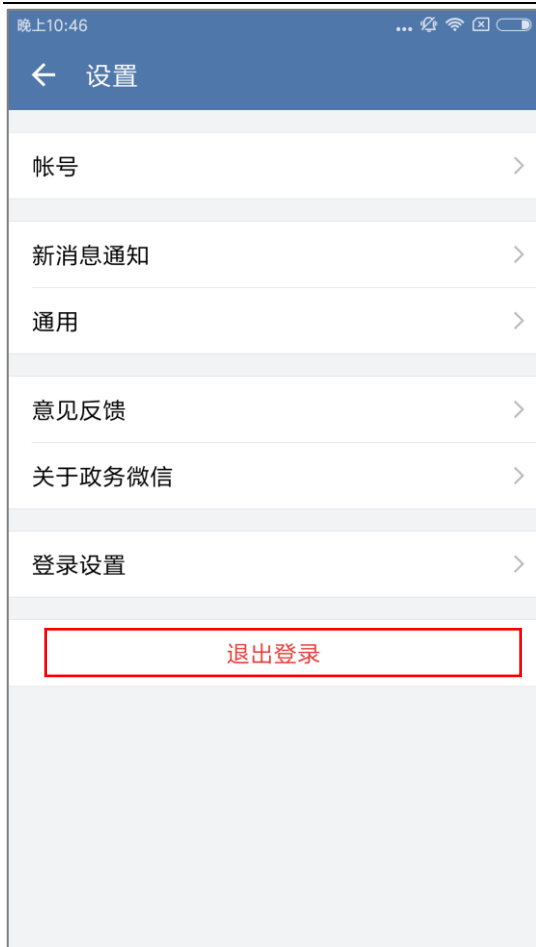 晚上10:46
设置
帐号
新消息通知
通用
意见反馈
关于政务微信
登录设置
退出登录